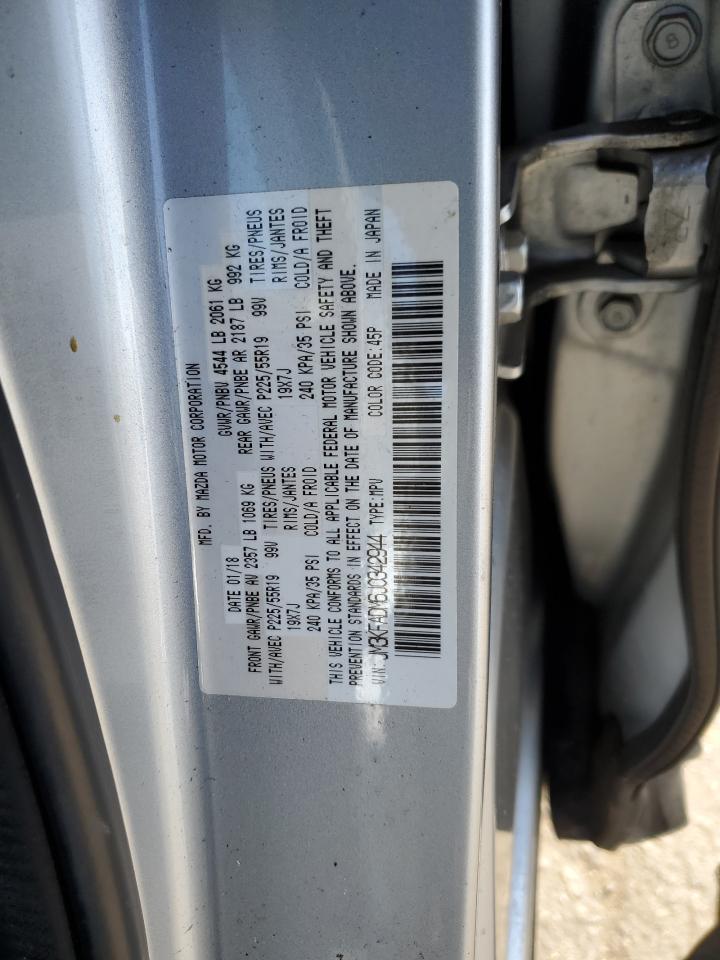 MFD. BY MAZDA MOTOR CORPORATION
DATE 01/18 GVWR/PNBV 4544 LB 2061 KG
FRONT GAWR/PNBE AV 2357 LB 1069 KG REAR GAWR/PNBE AR 2187 LB 992 KG
WITH/AVEC P225/55R19 99V TIRES/PNEUS WITH/AVEC P225/55R19 99V TIRES/PNEUS
19X7J RIMS/JANTES 19X7J RIMS/JANTES
240 KPA/35 PSI COLD/A FROID 240 KPA/35 PSI COLD/A FROID
THIS VEHICLE CONFORMS TO ALL APPLICABLE FEDERAL MOTOR VEHICLE SAFETY AND THEFT
PREVENTION STANDARDS IN EFFECT ON THE DATE OF MANUFACTURE SHOWN ABOVE.
VIN: JM3KFADM6J0342944 TYPE:MPV COLOR CODE:45P MADE IN JAPAN
8